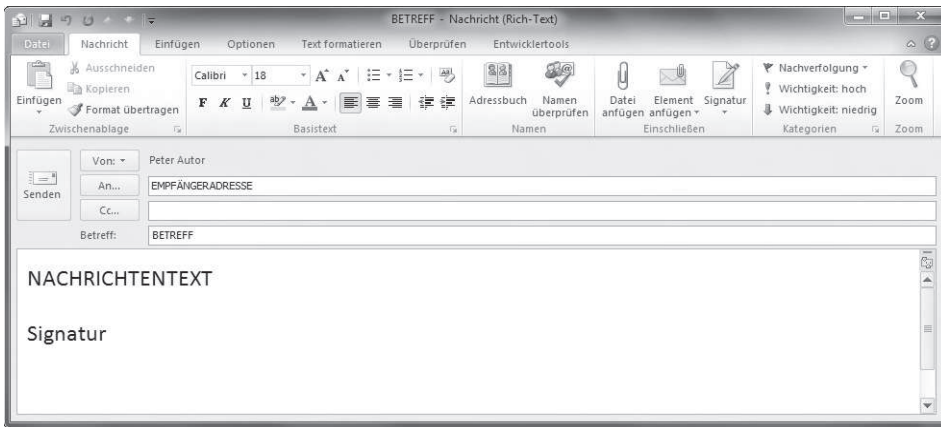 BETREFF - Nachricht (Rich-Text)
Datei Nachricht Einfügen Optionen Text formatieren Überprüfen Entwicklertools
Einfügen
Ausschneiden
Kopieren
Format übertragen
Zwischenablage
Calibri 18 A A
F K U ab A
Basistext
Adressbuch Namen überprüfen
Namen
Datei anfügen Element anfügen Signatur
Einschließen
Nachverfolgung
Wichtigkeit: hoch
Wichtigkeit: niedrig
Kategorien
Zoom
Zoom
Senden
Von: Peter Autor
An... EMPFÄNGERADRESSE
Cc...
Betreff: BETREFF
NACHRICHTENTEXT
Signatur